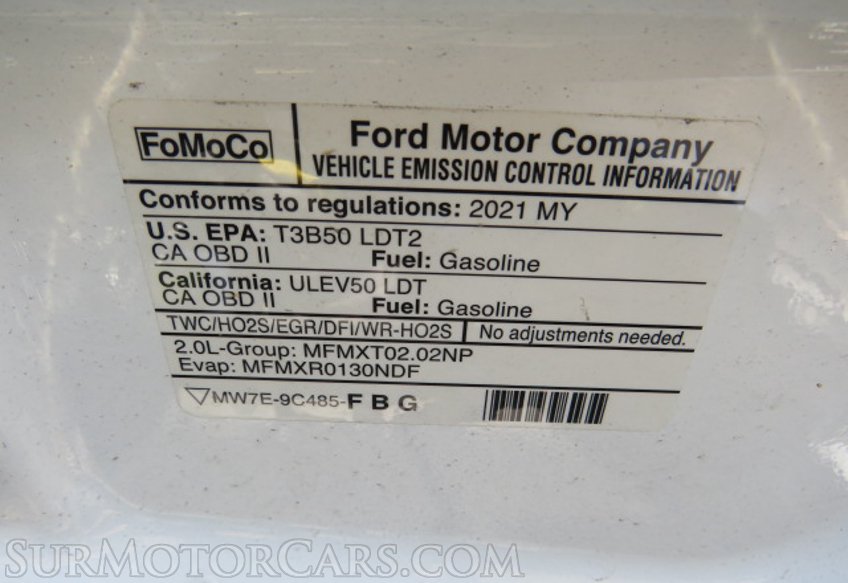 FoMoCo
Ford Motor Company
VEHICLE EMISSION CONTROL INFORMATION
Conforms to regulations: 2021 MY
U.S. EPA: T3B50 LDT2
CA OBD II Fuel: Gasoline
California: ULEV50 LDT
CA OBD II Fuel: Gasoline
TWC/HO2S/EGR/DFI/WR-HO2S No adjustments needed.
2.0L-Group: MFMXT02.02NP
Evap: MFMXR0130NDF
MW7E-9C485-F B G
SURMOTORCARS.COM